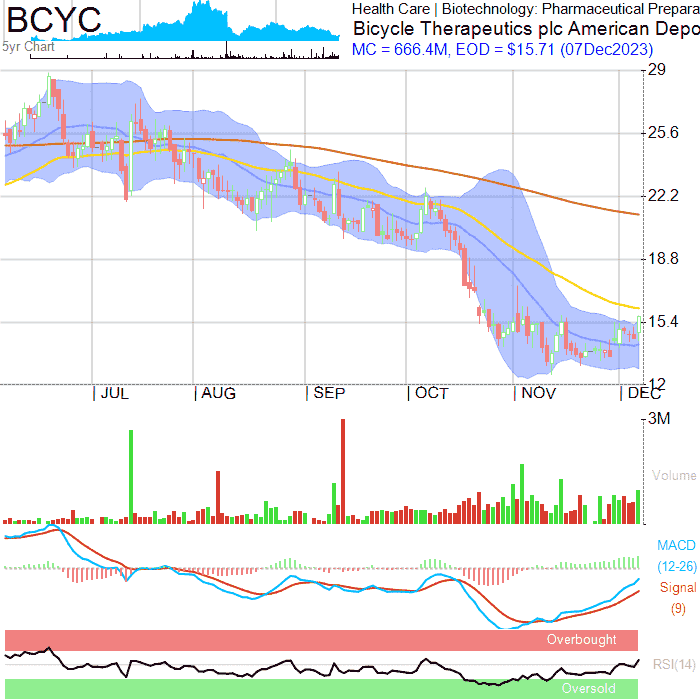 BCYC
5yr Chart
Health Care | Biotechnology: Pharmaceutical Prepara
Bicycle Therapeutics plc American Depo
MC = 666.4M, EOD = $15.71 (07Dec2023)
29
25.6
22.2
18.8
15.4
12
JUL
AUG
SEP
OCT
NOV
DEC
3M
Volume
MACD
(12-26)
Signal
(9)
Overbought
RSI(14)
Oversold